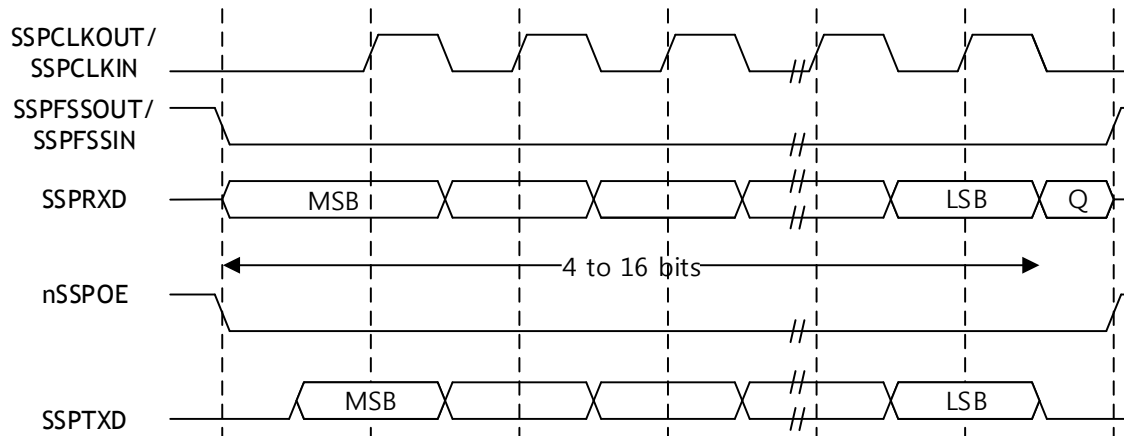 SSPCLKOUT/
SSPCLKIN
SSPFSSOUT/
SSPFSSIN
SSPRXD
MSB
LSB
Q
4 to 16 bits
nSSPOE
SSPTXD
MSB
LSB